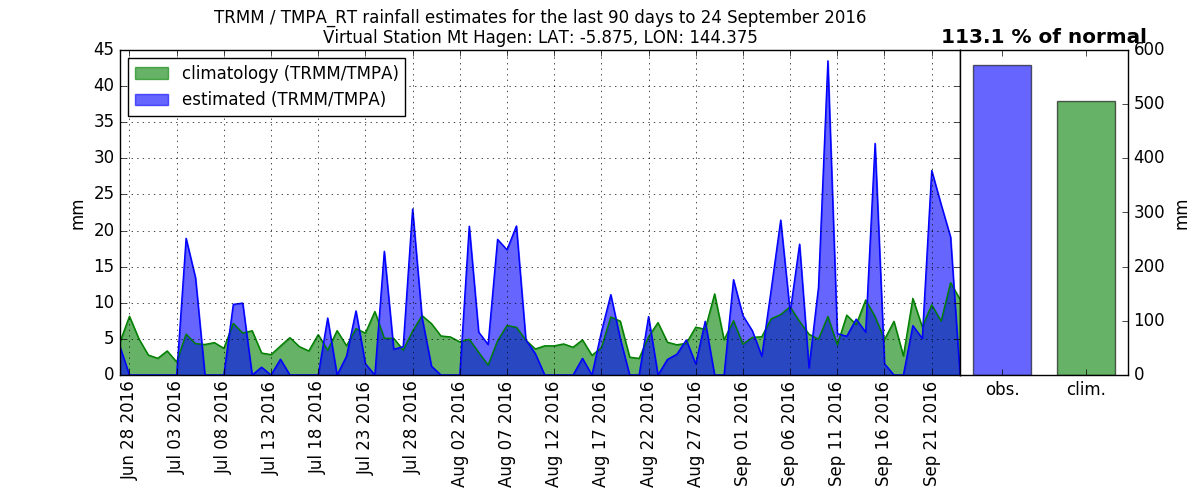 TRMM / TMPA_RT rainfall estimates for the last 90 days to 24 September 2016
Virtual Station Mt Hagen: LAT: -5.875, LON: 144.375
113.1 % of normal
climatology (TRMM/TMPA)
estimated (TRMM/TMPA)
mm
45
40
35
30
25
20
15
10
5
0
Jun 28 2016
Jul 03 2016
Jul 08 2016
Jul 13 2016
Jul 18 2016
Jul 23 2016
Jul 28 2016
Aug 02 2016
Aug 07 2016
Aug 12 2016
Aug 17 2016
Aug 22 2016
Aug 27 2016
Sep 01 2016
Sep 06 2016
Sep 11 2016
Sep 16 2016
Sep 21 2016
obs.
clim.
600
500
400
300
200
100
0
mm